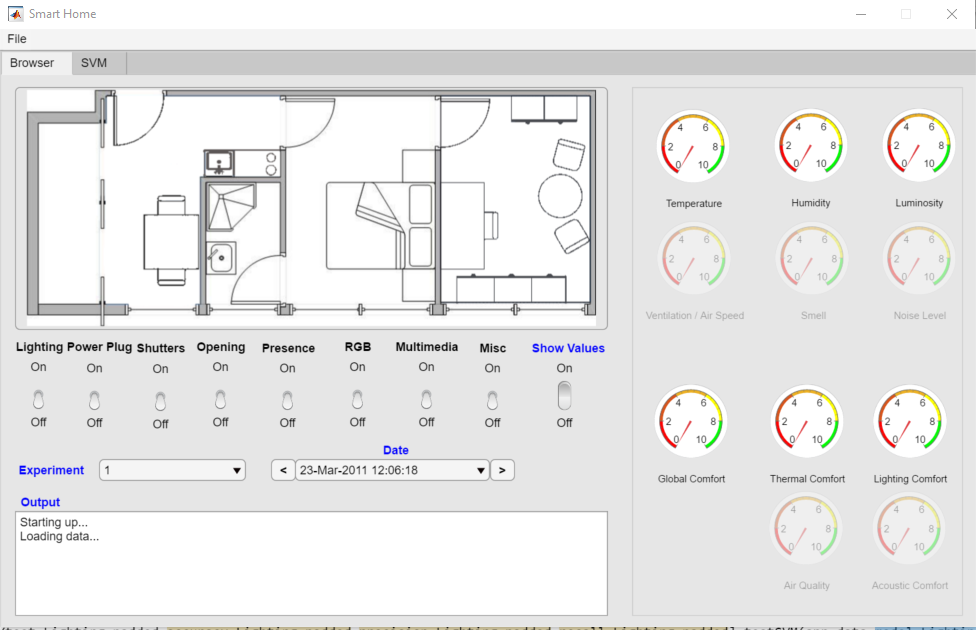 Smart Home
File
Browser SVM
Lighting Power Plug Shutters Opening Presence RGB Multimedia Misc Show Values
On On On On On On On On On
Off Off Off Off Off Off Off Off Off
Date
Experiment 1 < 23-Mar-2011 12:06:18 >
Output
Starting up...
Loading data...
0 2 4 6 8 10
Temperature
0 2 4 6 8 10
Humidity
0 2 4 6 8 10
Luminosity
0 2 4 6 8 10
Ventilation / Air Speed
0 2 4 6 8 10
Smell
0 2 4 6 8 10
Noise Level
0 2 4 6 8 10
Global Comfort
0 2 4 6 8 10
Thermal Comfort
0 2 4 6 8 10
Lighting Comfort
0 2 4 6 8 10
Air Quality
0 2 4 6 8 10
Acoustic Comfort